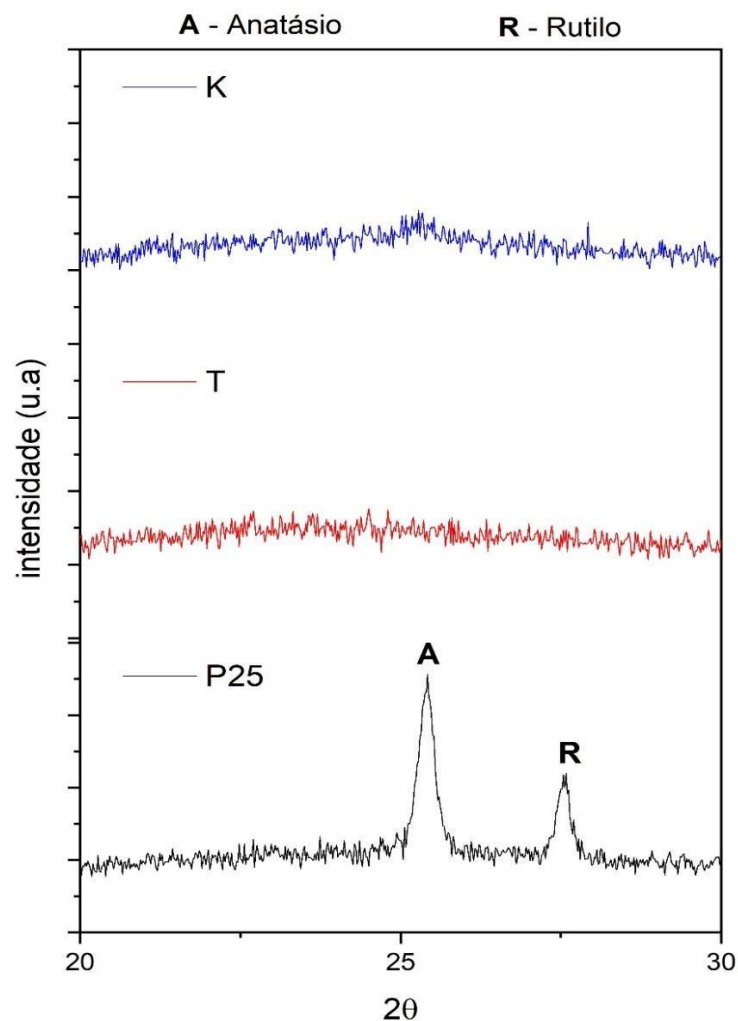 A - Anatásio R - Rutilo
K
T
P25
A
R
intensidade (u.a)
20 25 30
2θ